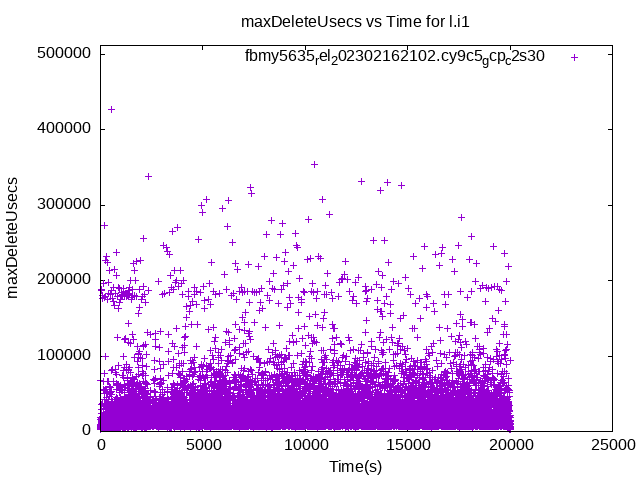 maxDeleteUsecs vs Time for l.i1
fbmy5635rel202302162102.cy9c5gcpc2s30
500000
400000
300000
200000
100000
0
maxDeleteUsecs
0 5000 10000 15000 20000 25000
Time(s)